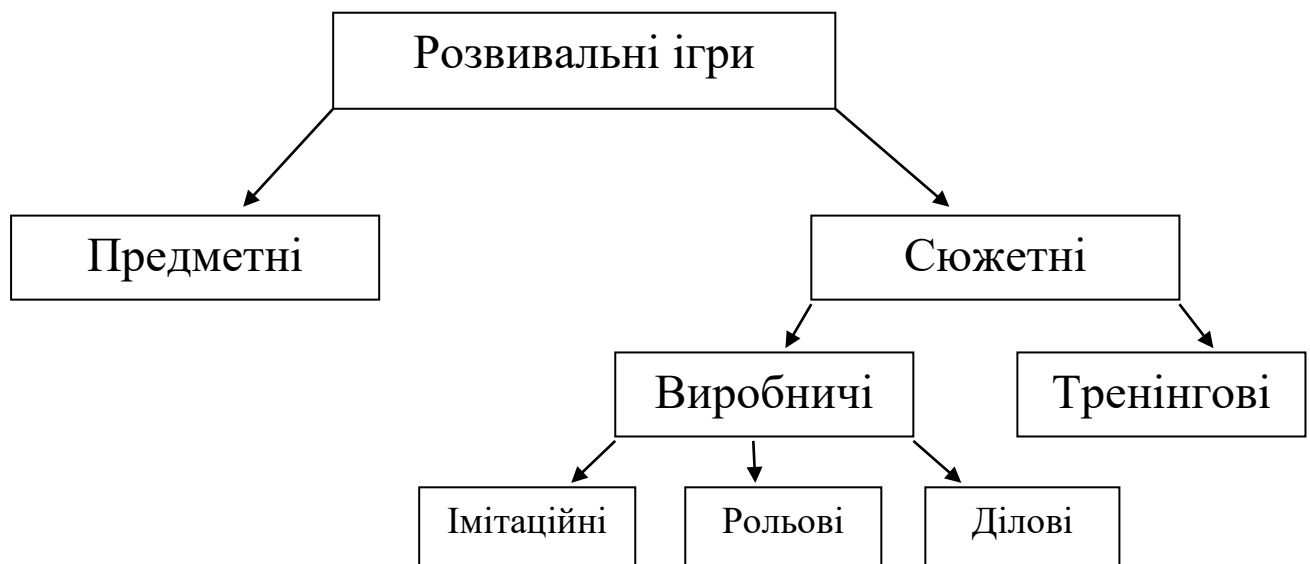 Розвивальні ігри
Предметні
Сюжетні
Виробничі
Тренінгові
Імітаційні
Рольові
Ділові